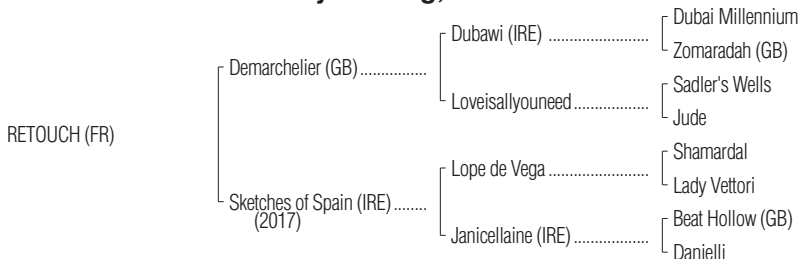 Dubai Millennium
Dubawi (IRE) ........................
Zomaradah (GB)
Demarchelier (GB) ................
Sadler's Wells
Loveisallyouneed ..................
Jude
RETOUCH (FR)
Shamardal
Lope de Vega ........................
Lady Vettori
Sketches of Spain (IRE) ........
(2017)
Beat Hollow (GB)
Janicellaine (IRE) ..................
Danielli